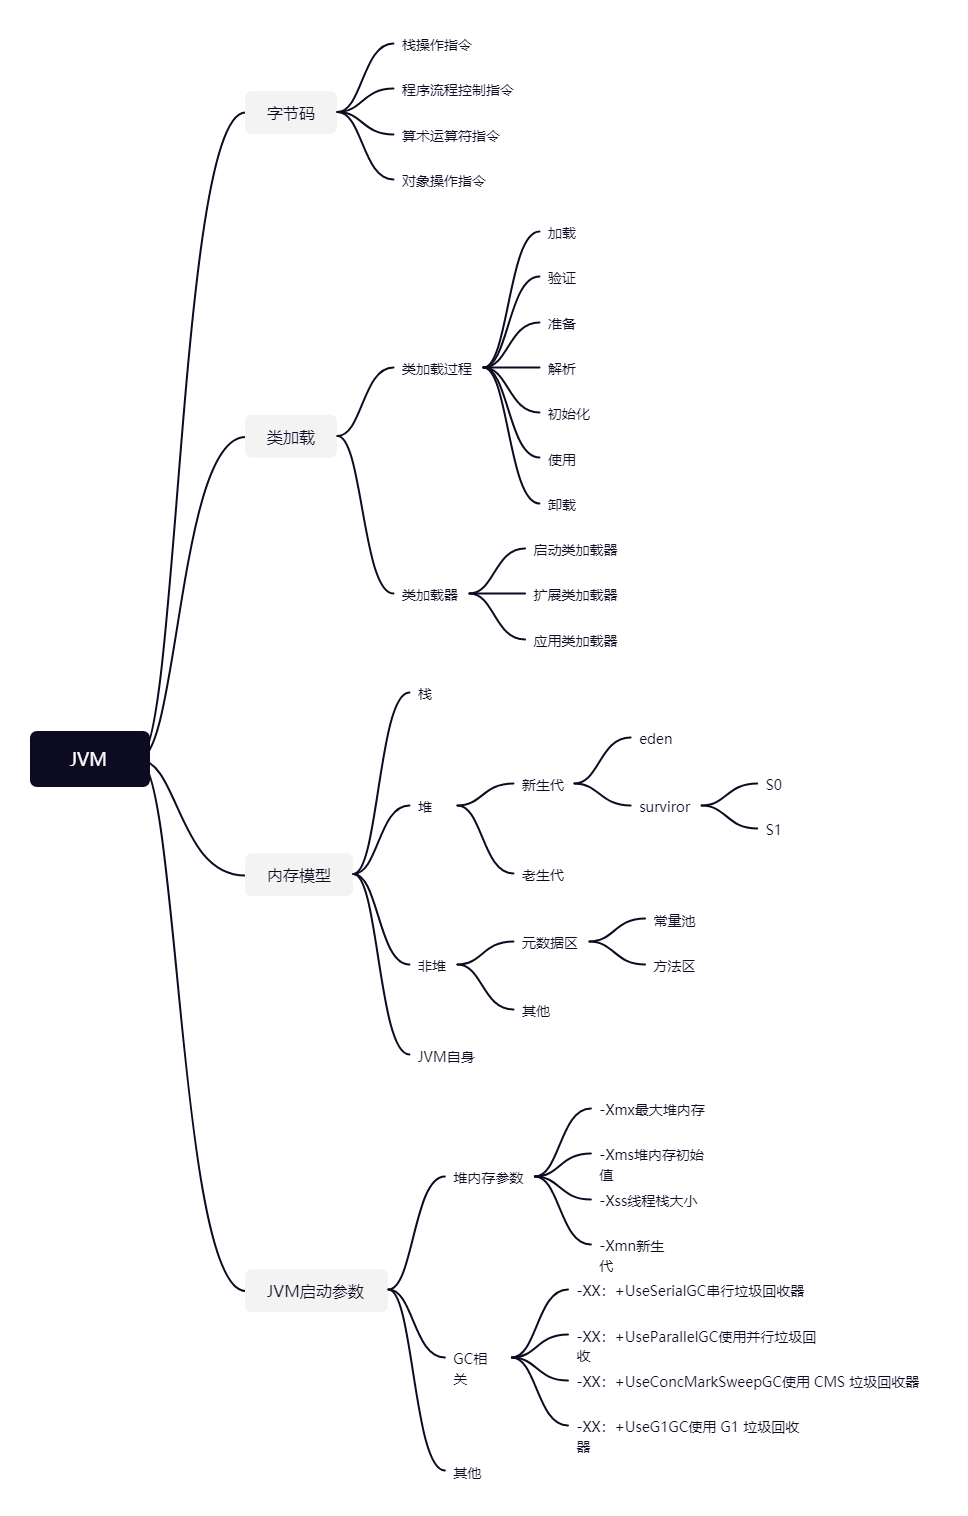 JVM
字节码
栈操作指令
程序流程控制指令
算术运算符指令
对象操作指令
类加载
类加载过程
加载
验证
准备
解析
初始化
使用
卸载
类加载器
启动类加载器
扩展类加载器
应用类加载器
内存模型
栈
堆
新生代
eden
surviror
S0
S1
老生代
非堆
元数据区
常量池
方法区
其他
JVM自身
JVM启动参数
堆内存参数
-Xmx最大堆内存
-Xms堆内存初始
值
-Xss线程栈大小
-Xmn新生
代
GC相
关
-XX：+UseSerialGC串行垃圾回收器
-XX：+UseParallelGC使用并行垃圾回
收
-XX：+UseConcMarkSweepGC使用 CMS 垃圾回收器
-XX：+UseG1GC使用 G1 垃圾回收
器
其他